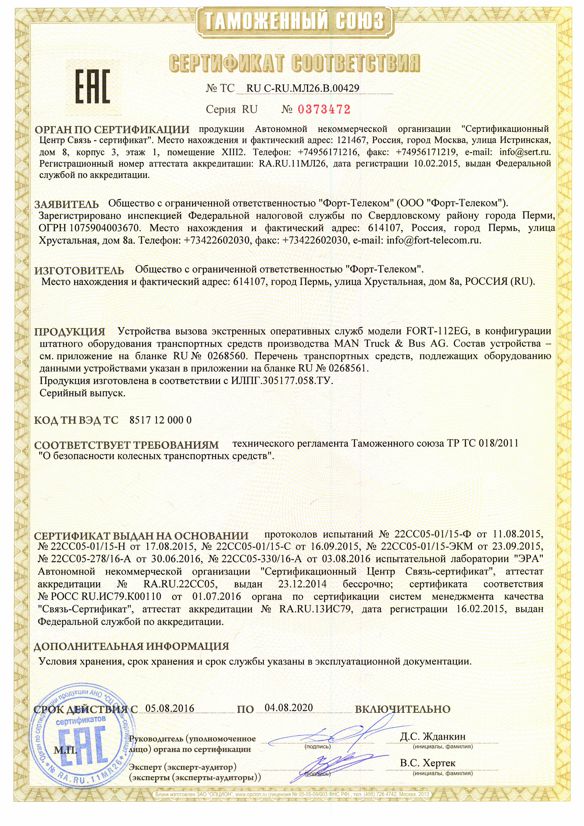 ТАМОЖЕННЫЙ СОЮЗ
СЕРТИФИКАТ СООТВЕТСТВИЯ
ЕАС
№ ТС RU С-RU.МЛ26.В.00429
Серия RU № 0373472
ОРГАН ПО СЕРТИФИКАЦИИ продукции Автономной некоммерческой организации "Сертификационный
Центр Связь - сертификат". Место нахождения и фактический адрес: 121467, Россия, город Москва, улица Истринская,
дом 8, корпус 3, этаж 1, помещение XIII2. Телефон: +74956171216, факс: +74956171219, e-mail: info@sert.ru.
Регистрационный номер аттестата аккредитации: RA.RU.11МЛ26, дата регистрации 10.02.2015, выдан Федеральной
службой по аккредитации.
ЗАЯВИТЕЛЬ Общество с ограниченной ответственностью "Форт-Телеком" (ООО "Форт-Телеком").
Зарегистрировано инспекцией Федеральной налоговой службы по Свердловскому району города Перми,
ОГРН 1075904003670. Место нахождения и фактический адрес: 614107, Россия, город Пермь, улица
Хрустальная, дом 8а. Телефон: +73422602030, факс: +73422602030, e-mail: info@fort-telecom.ru.
ИЗГОТОВИТЕЛЬ Общество с ограниченной ответственностью "Форт-Телеком".
Место нахождения и фактический адрес: 614107, город Пермь, улица Хрустальная, дом 8а, РОССИЯ (RU).
ПРОДУКЦИЯ Устройства вызова экстренных оперативных служб модели FORT-112EG, в конфигурации
штатного оборудования транспортных средств производства MAN Truck & Bus AG. Состав устройства –
см. приложение на бланке RU № 0268560. Перечень транспортных средств, подлежащих оборудованию
данными устройствами указан в приложении на бланке RU № 0268561.
Продукция изготовлена в соответствии с ИЛПГ.305177.058.ТУ.
Серийный выпуск.
КОД ТН ВЭД ТС 8517 12 000 0
СООТВЕТСТВУЕТ ТРЕБОВАНИЯМ технического регламента Таможенного союза ТР ТС 018/2011
"О безопасности колесных транспортных средств".
СЕРТИФИКАТ ВЫДАН НА ОСНОВАНИИ протоколов испытаний № 22СС05-01/15-Ф от 11.08.2015,
№ 22СС05-01/15-Н от 17.08.2015, № 22СС05-01/15-С от 16.09.2015, № 22СС05-01/15-ЭКМ от 23.09.2015,
№ 22СС05-278/16-А от 30.06.2016, № 22СС05-330/16-А от 03.08.2016 испытательной лаборатории "ЭРА"
Автономной некоммерческой организации "Сертификационный Центр Связь-сертификат", аттестат
аккредитации № RA.RU.22СС05, выдан 23.12.2014 бессрочно; сертификата соответствия
№ РОСС RU.ИС79.К00110 от 01.07.2016 органа по сертификации систем менеджмента качества
"Связь-Сертификат", аттестат аккредитации № RA.RU.13ИС79, дата регистрации 16.02.2015, выдан
Федеральной службой по аккредитации.
ДОПОЛНИТЕЛЬНАЯ ИНФОРМАЦИЯ
Условия хранения, срок хранения и срок службы указаны в эксплуатационной документации.
СРОК ДЕЙСТВИЯ С 05.08.2016 ПО 04.08.2020 ВКЛЮЧИТЕЛЬНО
Для сертификатов
ЕАС
№ RA.RU.11МЛ26
М.П.
Руководитель (уполномоченное
лицо) органа по сертификации
(подпись)
Д.С. Жданкин
(инициалы, фамилия)
Эксперт (эксперт-аудитор)
(эксперты (эксперты-аудиторы))
(подпись)
В.С. Хертек
(инициалы, фамилия)